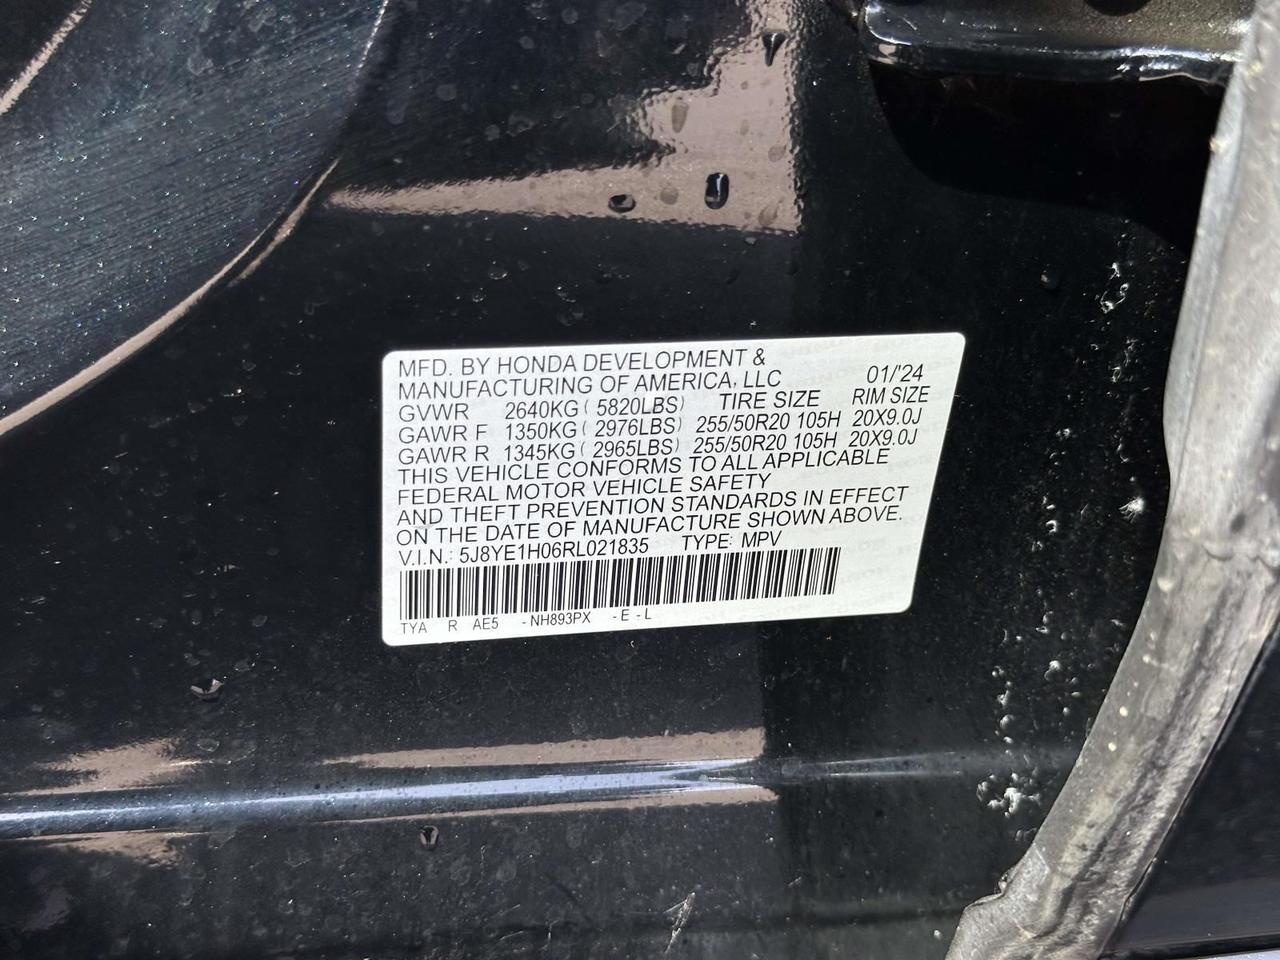 MFD. BY HONDA DEVELOPMENT &
MANUFACTURING OF AMERICA, LLC 01/'24
GVWR 2640KG ( 5820LBS) TIRE SIZE RIM SIZE
GAWR F 1350KG ( 2976LBS) 255/50R20 105H 20X9.0J
GAWR R 1345KG ( 2965LBS) 255/50R20 105H 20X9.0J
THIS VEHICLE CONFORMS TO ALL APPLICABLE
FEDERAL MOTOR VEHICLE SAFETY
AND THEFT PREVENTION STANDARDS IN EFFECT
ON THE DATE OF MANUFACTURE SHOWN ABOVE.
V.I.N.: 5J8YE1H06RL021835 TYPE: MPV
TYA R AE5 - NH893PX - E - L